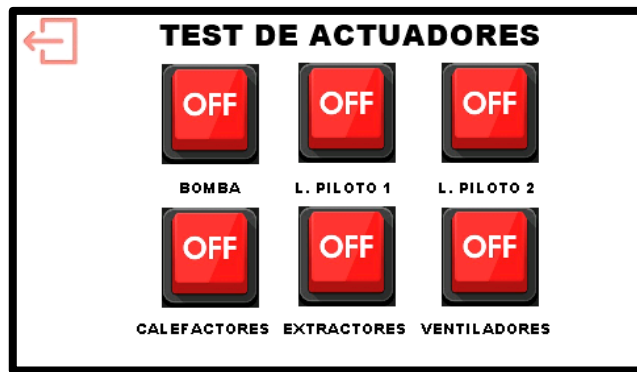 TEST DE ACTUADORES
OFF OFF OFF
BOMBA L. PILOTO 1 L. PILOTO 2
OFF OFF OFF
CALEFACTORES EXTRACTORES VENTILADORES